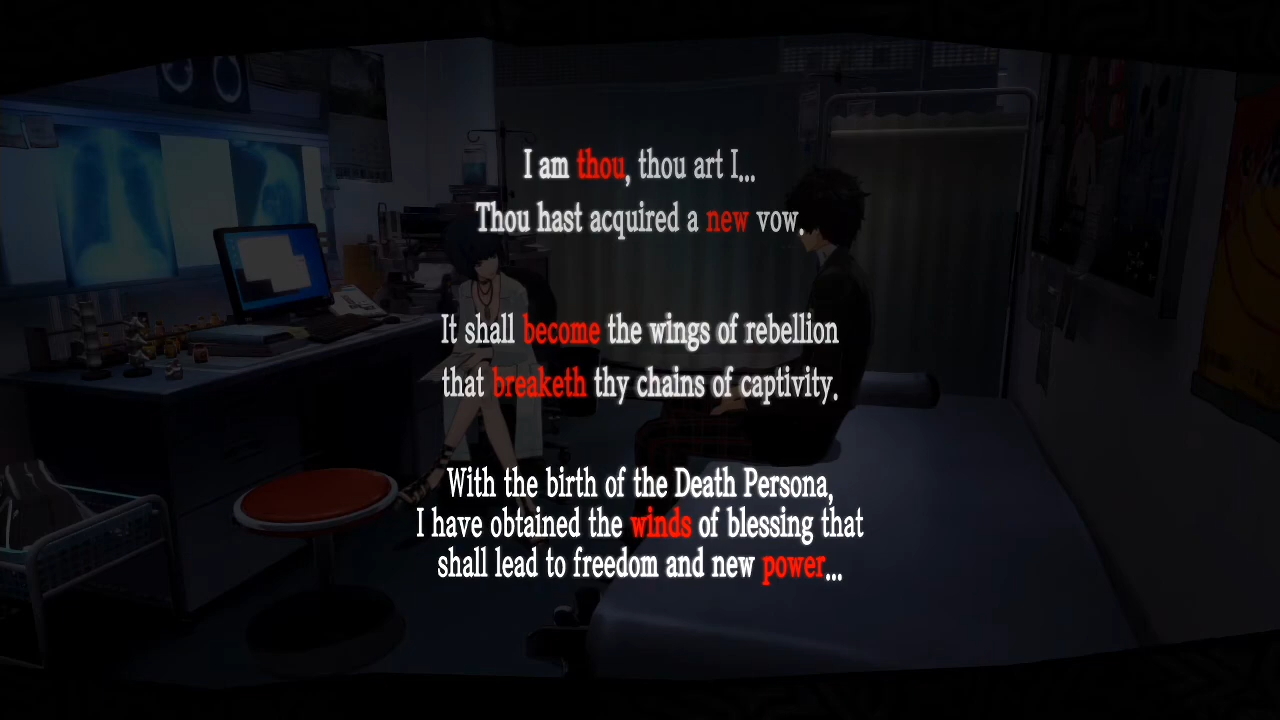 I am thou, thou art I...
Thou hast acquired a new vow.
It shall become the wings of rebellion
that breaketh thy chains of captivity.
With the birth of the Death Persona,
I have obtained the winds of blessing that
shall lead to freedom and new power...